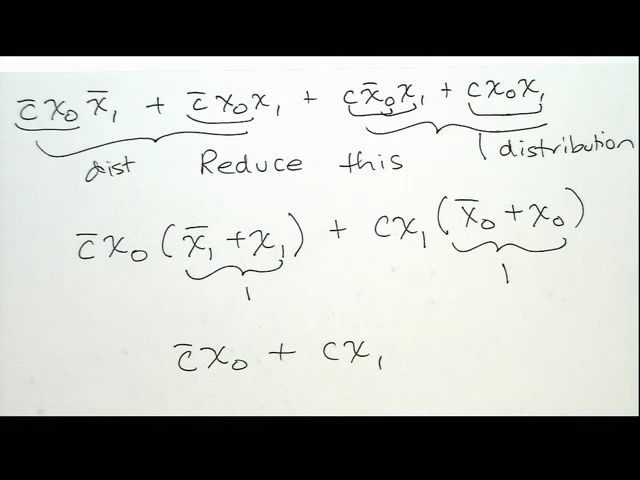 c̅x₀x̅₁ + c̅x₀x₁ + cx̅₀x₁ + cx₀x₁
dist Reduce this distribution
c̅x₀(x̅₁+x₁) + cx₁(x̅₀+x₀)
1 1
c̅x₀ + cx₁